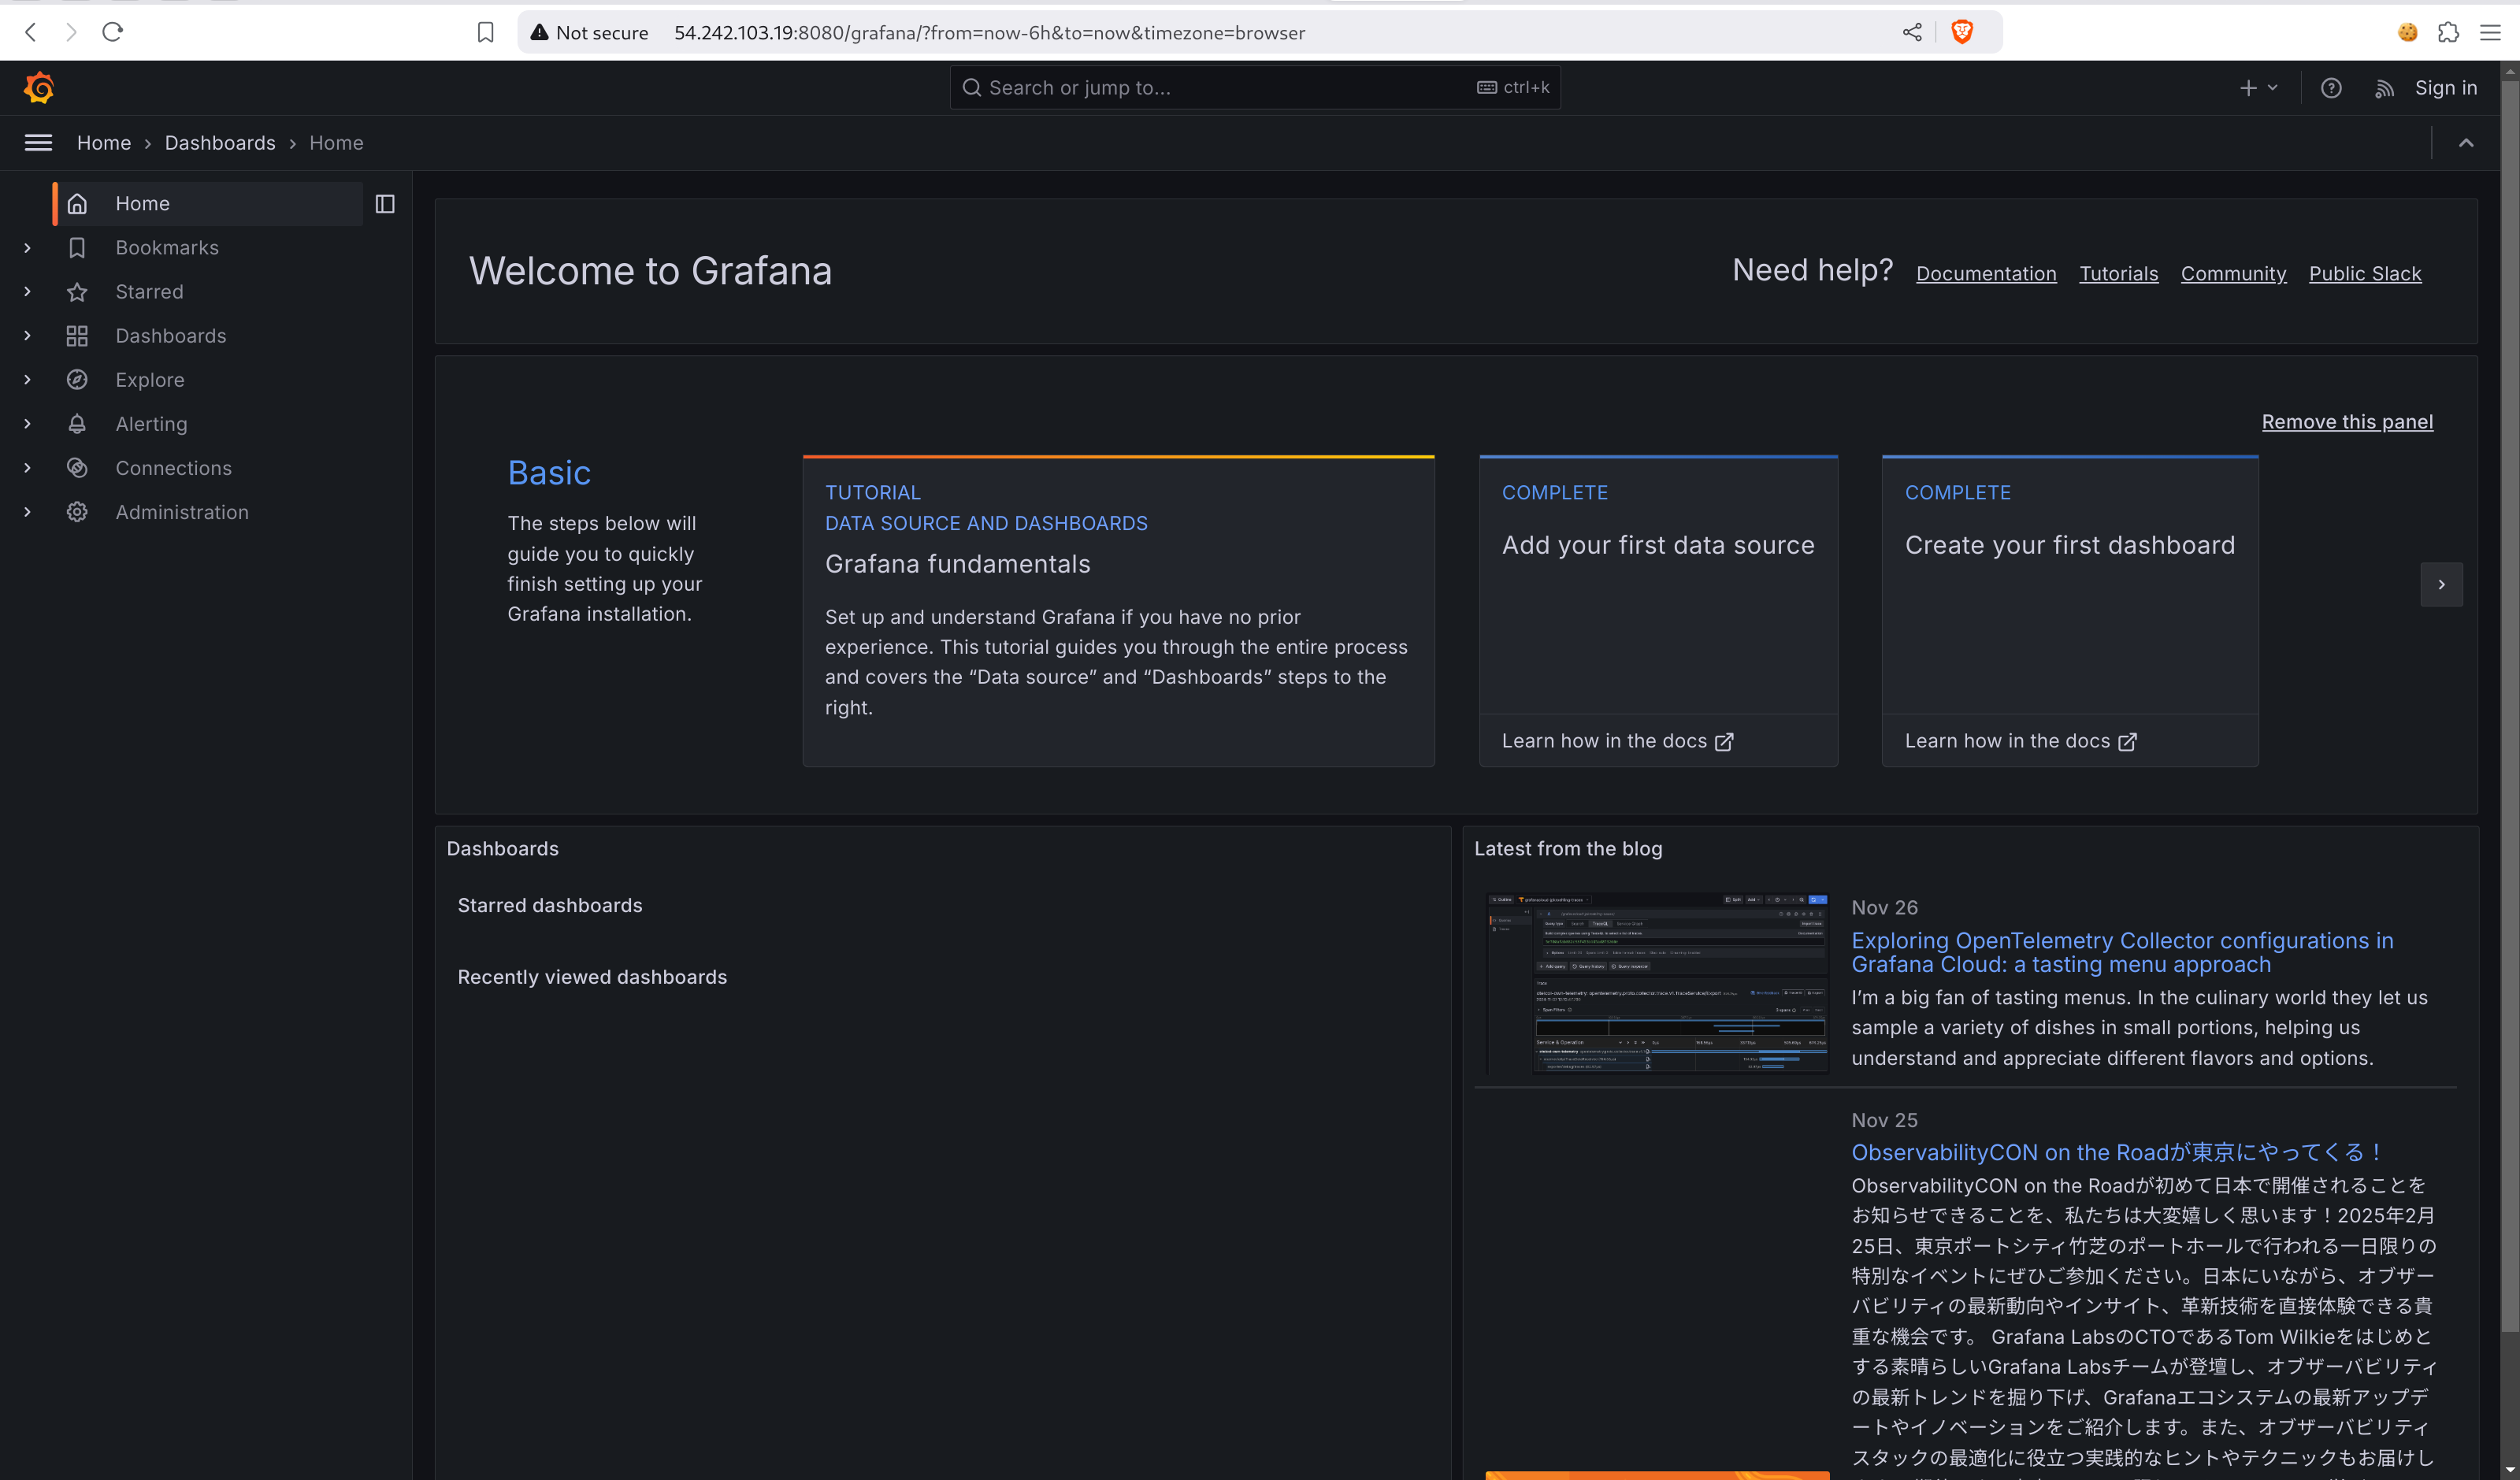 Not secure 54.242.103.19:8080/grafana/?from=now-6h&to=now&timezone=browser
Search or jump to... ctrl+k
Sign in
Home › Dashboards › Home
Home
Bookmarks
Starred
Dashboards
Explore
Alerting
Connections
Administration
Welcome to Grafana
Need help? Documentation Tutorials Community Public Slack
Remove this panel
Basic
The steps below will
guide you to quickly
finish setting up your
Grafana installation.
TUTORIAL
DATA SOURCE AND DASHBOARDS
Grafana fundamentals
Set up and understand Grafana if you have no prior
experience. This tutorial guides you through the entire process
and covers the “Data source” and “Dashboards” steps to the
right.
COMPLETE
Add your first data source
Learn how in the docs
COMPLETE
Create your first dashboard
Learn how in the docs
Dashboards
Starred dashboards
Recently viewed dashboards
Latest from the blog
Nov 26
Exploring OpenTelemetry Collector configurations in
Grafana Cloud: a tasting menu approach
I’m a big fan of tasting menus. In the culinary world they let us
sample a variety of dishes in small portions, helping us
understand and appreciate different flavors and options.
Nov 25
ObservabilityCON on the Roadが東京にやってくる！
ObservabilityCON on the Roadが初めて日本で開催されることを
お知らせできることを、私たちは大変嬉しく思います！2025年2月
25日、東京ポートシティ竹芝のポートホールで行われる一日限りの
特別なイベントにぜひご参加ください。日本にいながら、オブザー
バビリティの最新動向やインサイト、革新技術を直接体験できる貴
重な機会です。 Grafana LabsのCTOであるTom Wilkieをはじめと
する素晴らしいGrafana Labsチームが登壇し、オブザーバビリティ
の最新トレンドを掘り下げ、Grafanaエコシステムの最新アップデ
ートやイノベーションをご紹介します。また、オブザーバビリティ
スタックの最適化に役立つ実践的なヒントやテクニックもお届けし